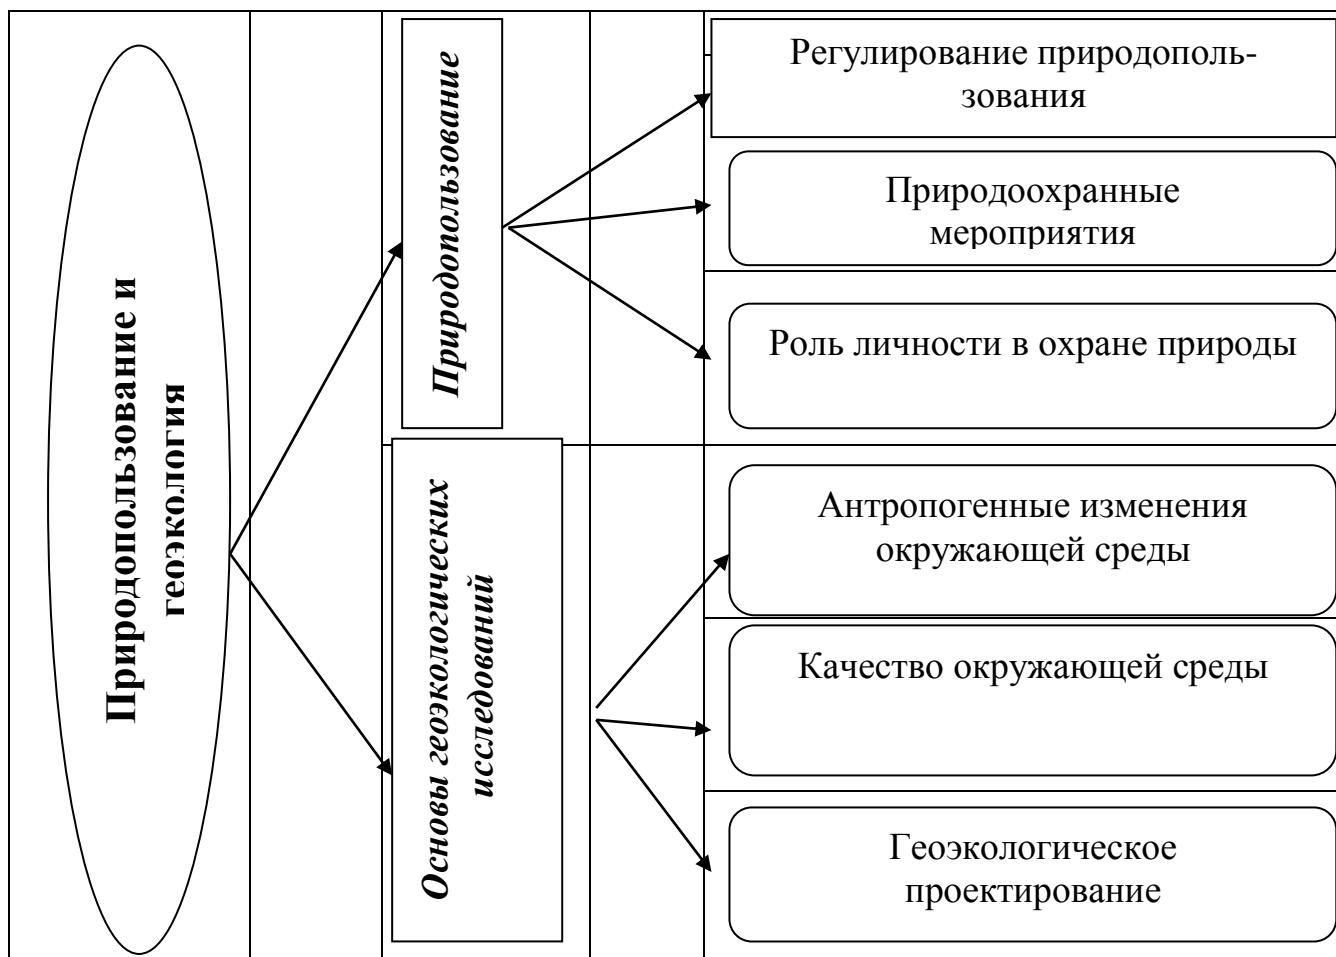 Природопользование и
геоэкология
Природопользование
Регулирование природополь-
зования
Природоохранные
мероприятия
Роль личности в охране природы
Основы геоэкологических
исследований
Антропогенные изменения
окружающей среды
Качество окружающей среды
Геоэкологическое
проектирование